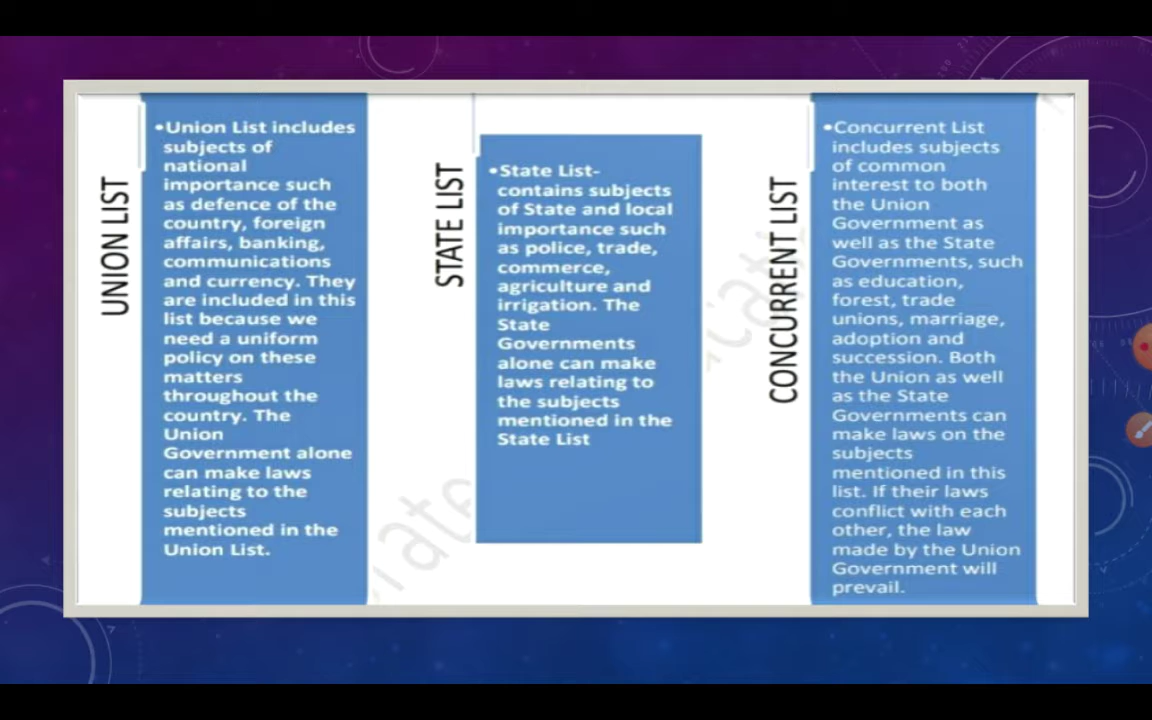 UNION LIST
•Union List includes
subjects of
national
importance such
as defence of the
country, foreign
affairs, banking,
communications
and currency. They
are included in this
list because we
need a uniform
policy on these
matters
throughout the
country. The
Union
Government alone
can make laws
relating to the
subjects
mentioned in the
Union List.
STATE LIST
•State List-
contains subjects
of State and local
importance such
as police, trade,
commerce,
agriculture and
irrigation. The
State
Governments
alone can make
laws relating to
the subjects
mentioned in the
State List
CONCURRENT LIST
•Concurrent List
includes subjects
of common
interest to both
the Union
Government as
well as the State
Governments, such
as education,
forest, trade
unions, marriage,
adoption and
succession. Both
the Union as well
as the State
Governments can
make laws on the
subjects
mentioned in this
list. If their laws
conflict with each
other, the law
made by the Union
Government will
prevail.